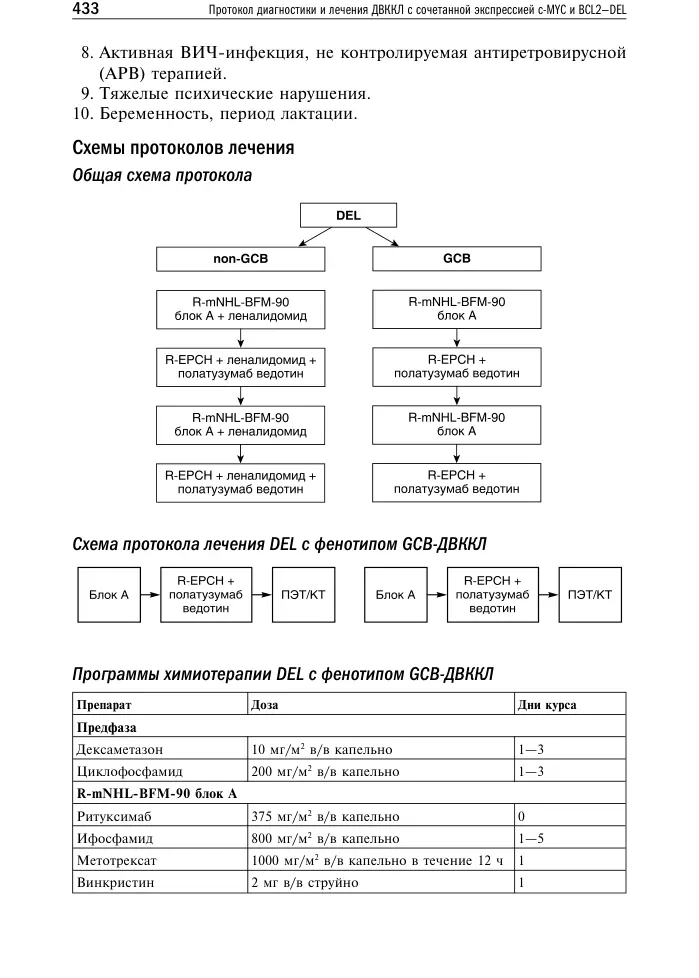 433 Протокол диагностики и лечения ДВККЛ с сочетанной экспрессией c-MYC и BCL2—DEL
8. Активная ВИЧ-инфекция, не контролируемая антиретровирусной
(АРВ) терапией.
9. Тяжелые психические нарушения.
10. Беременность, период лактации.
Схемы протоколов лечения
Общая схема протокола
DEL
non-GCB
GCB
R-mNHL-BFM-90
блок А + леналидомид
R-mNHL-BFM-90
блок А
R-EPCH + леналидомид +
полатузумаб ведотин
R-EPCH +
полатузумаб ведотин
R-mNHL-BFM-90
блок А + леналидомид
R-mNHL-BFM-90
блок А
R-EPCH + леналидомид +
полатузумаб ведотин
R-EPCH +
полатузумаб ведотин
Схема протокола лечения DEL с фенотипом GCB-ДВККЛ
Блок А
R-EPCH +
полатузумаб
ведотин
ПЭТ/КТ
Блок А
R-EPCH +
полатузумаб
ведотин
ПЭТ/КТ
Программы химиотерапии DEL с фенотипом GCB-ДВККЛ
Препарат Доза Дни курса
Предфаза
Дексаметазон 10 мг/м² в/в капельно 1—3
Циклофосфамид 200 мг/м² в/в капельно 1—3
R-mNHL-BFM-90 блок А
Ритуксимаб 375 мг/м² в/в капельно 0
Ифосфамид 800 мг/м² в/в капельно 1—5
Метотрексат 1000 мг/м² в/в капельно в течение 12 ч 1
Винкристин 2 мг в/в струйно 1